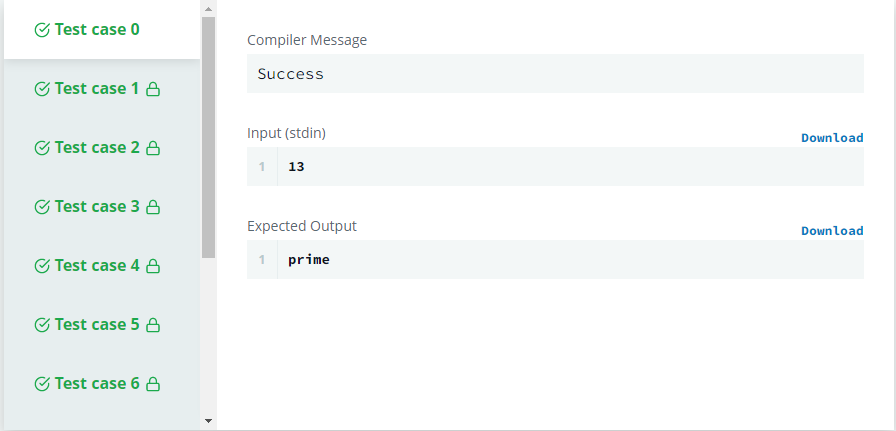 Test case 0
Test case 1
Test case 2
Test case 3
Test case 4
Test case 5
Test case 6
Compiler Message
Success
Input (stdin)
Download
1 13
Expected Output
Download
1 prime